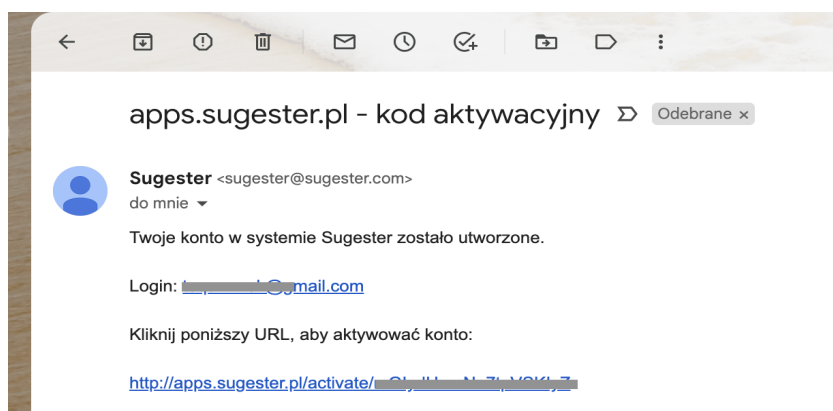 apps.sugester.pl - kod aktywacyjny Odebrane ×
Sugester <sugester@sugester.com>
do mnie
Twoje konto w systemie Sugester zostało utworzone.
Login: @gmail.com
Kliknij poniższy URL, aby aktywować konto:
http://apps.sugester.pl/activate/